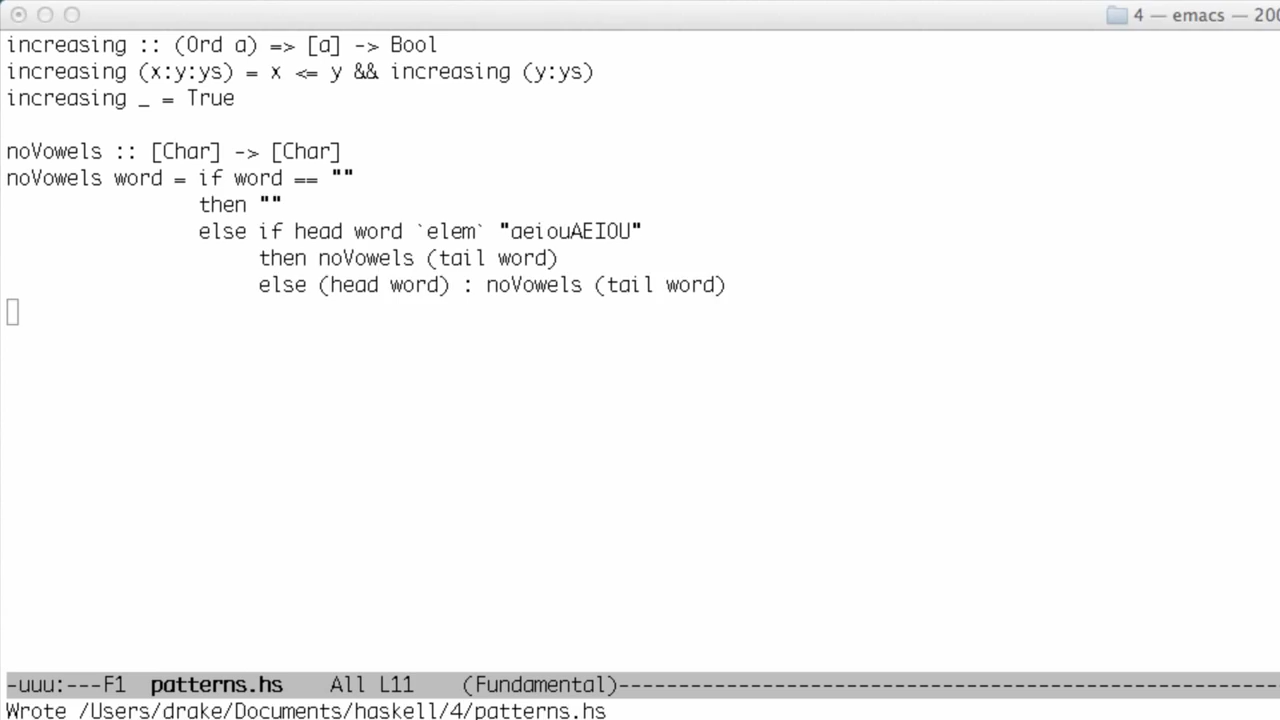 4 — emacs — 200
increasing :: (Ord a) => [a] -> Bool
increasing (x:y:ys) = x <= y && increasing (y:ys)
increasing _ = True
noVowels :: [Char] -> [Char]
noVowels word = if word == ""
                then ""
                else if head word `elem` "aeiouAEIOU"
                     then noVowels (tail word)
                     else (head word) : noVowels (tail word)
-uuu:---F1  patterns.hs    All L11    (Fundamental)-------------------------------------------------------
Wrote /Users/drake/Documents/haskell/4/patterns.hs